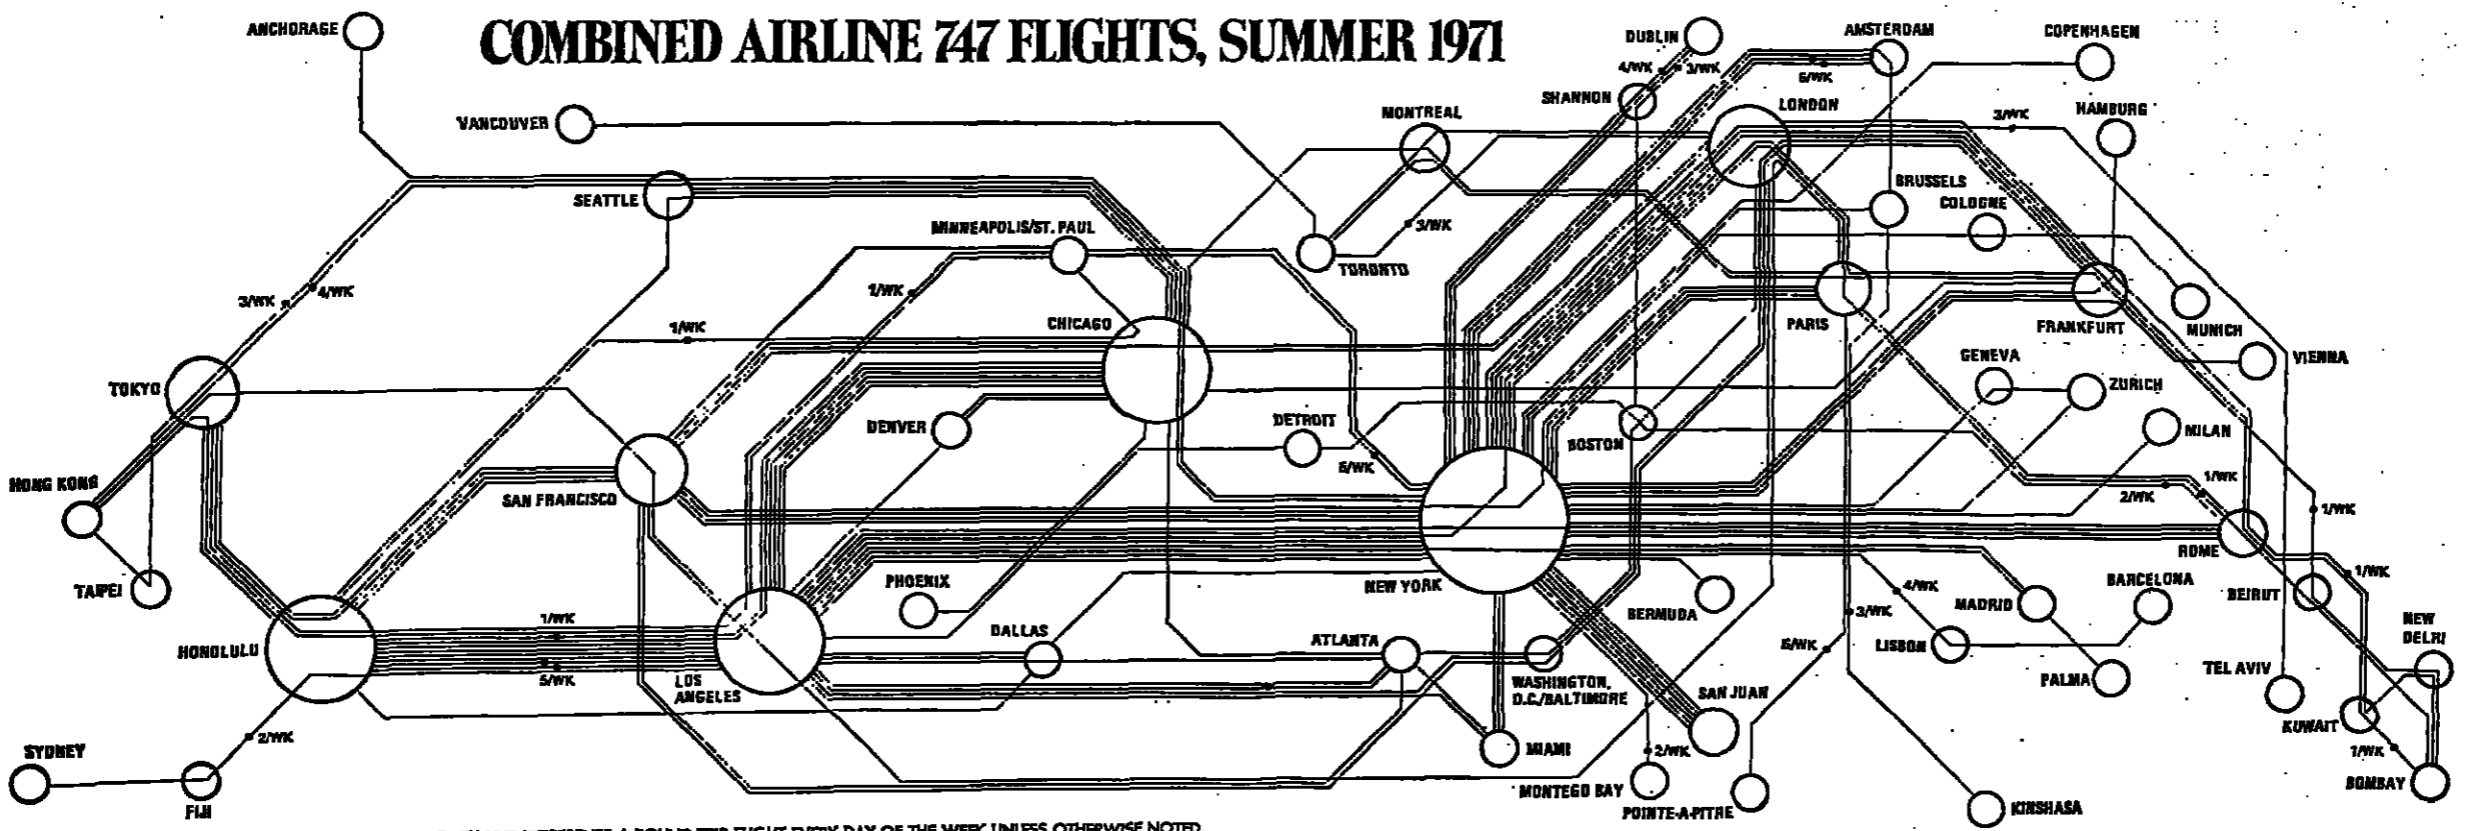 COMBINED AIRLINE 747 FLIGHTS, SUMMER 1971
ANCHORAGE
VANCOUVER
SEATTLE
MINNEAPOLIS/ST. PAUL
MONTREAL
TORONTO
3/WK
DUBLIN
4/WK
3/WK
SHANNON
AMSTERDAM
6/WK
LONDON
COPENHAGEN
HAMBURG
3/WK
BRUSSELS
COLOGNE
3/WK
4/WK
1/WK
1/WK
CHICAGO
PARIS
FRANKFURT
MUNICH
VIENNA
GENEVA
ZURICH
MILAN
TOKYO
DENVER
DETROIT
5/WK
BOSTON
HONG KONG
SAN FRANCISCO
2/WK
1/WK
1/WK
ROME
TAIPEI
PHOENIX
NEW YORK
BERMUDA
4/WK
3/WK
MADRID
BARCELONA
BEIRUT
1/WK
NEW
DELHI
HONOLULU
1/WK
5/WK
LOS
ANGELES
DALLAS
ATLANTA
WASHINGTON,
D.C./BALTIMORE
SAN JUAN
LISBON
PALMA
TEL AVIV
KUWAIT
1/WK
BOMBAY
SYDNEY
2/WK
FIJI
MIAMI
2/WK
MONTEGO BAY
POINTE-A-PITRE
KINSHASA